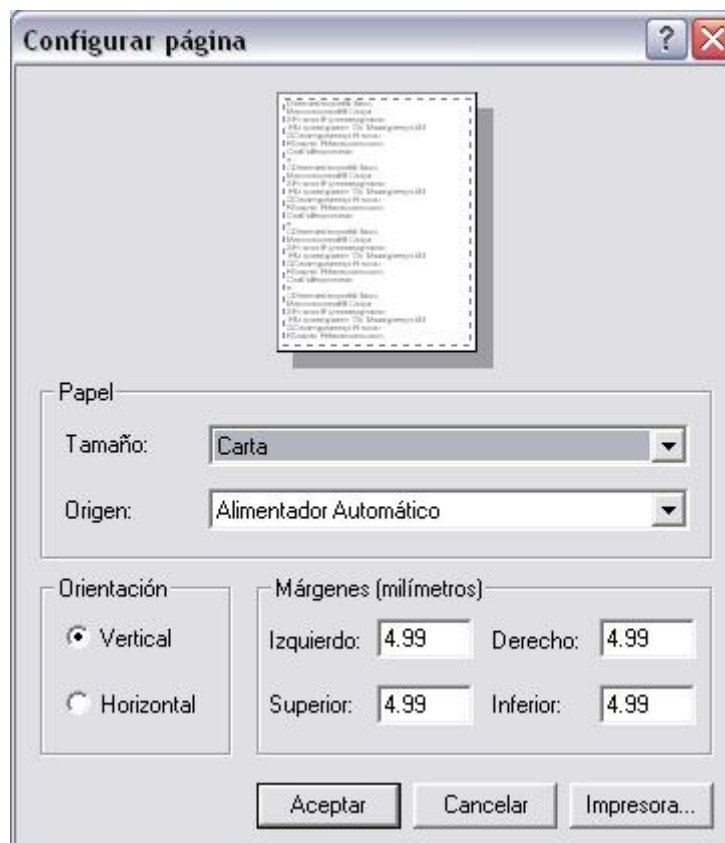 Configurar página
Papel
Tamaño: Carta
Origen: Alimentador Automático
Orientación
Vertical
Horizontal
Márgenes (milímetros)
Izquierdo: 4.99 Derecho: 4.99
Superior: 4.99 Inferior: 4.99
Aceptar Cancelar Impresora...